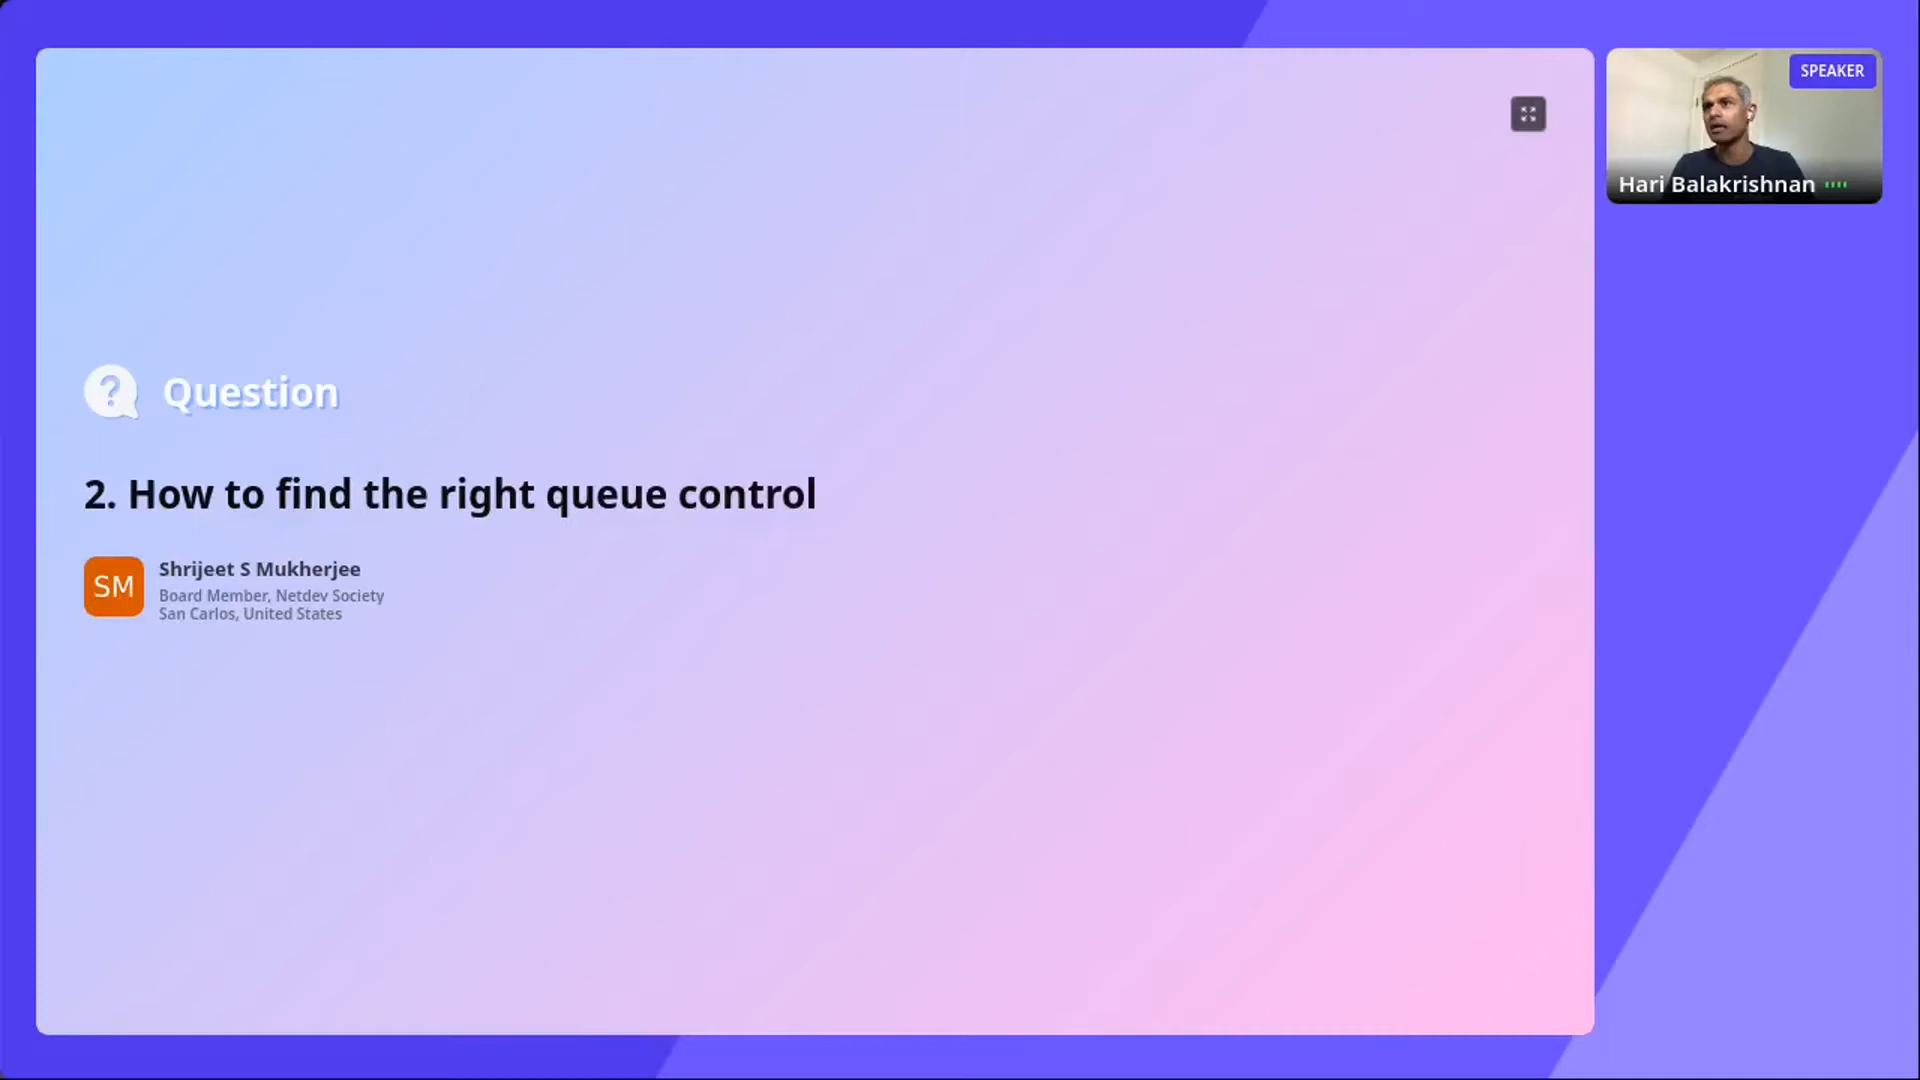 SPEAKER
Hari Balakrishnan
Question
2. How to find the right queue control
SM
Shrijeet S Mukherjee
Board Member, Netdev Society
San Carlos, United States